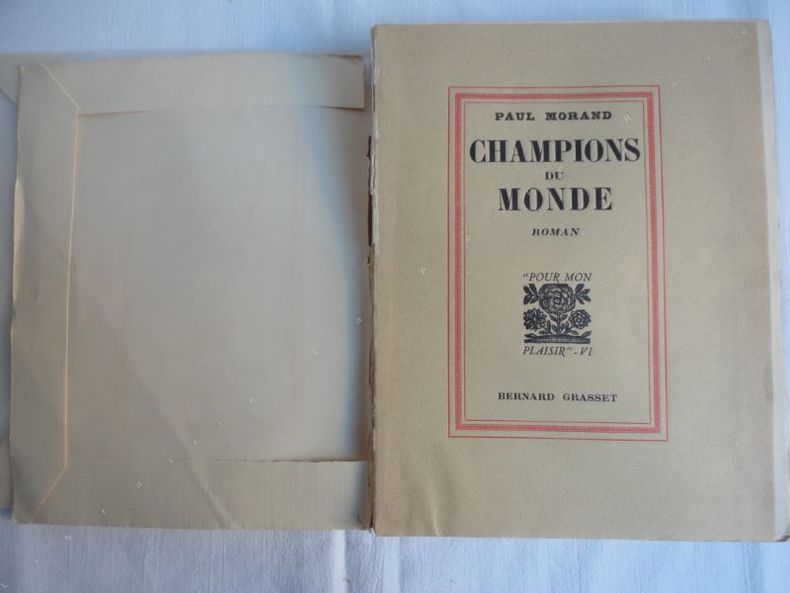 PAUL MORAND
CHAMPIONS
DU
MONDE
ROMAN
"POUR MON
PLAISIR" - VI
BERNARD GRASSET